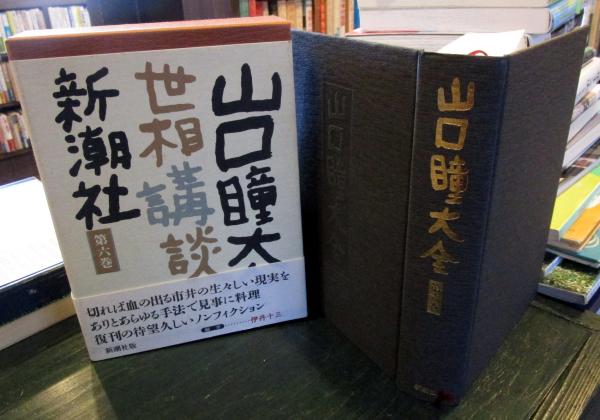 山口瞳大全
世相講談
新潮社
第六巻
切れば血の出る市井の生々しい現実を
ありとあらゆる手法で見事に料理
復刊の待望久しいノンフィクション
伊丹十三
新潮社版
山口瞳大全
山口瞳大全